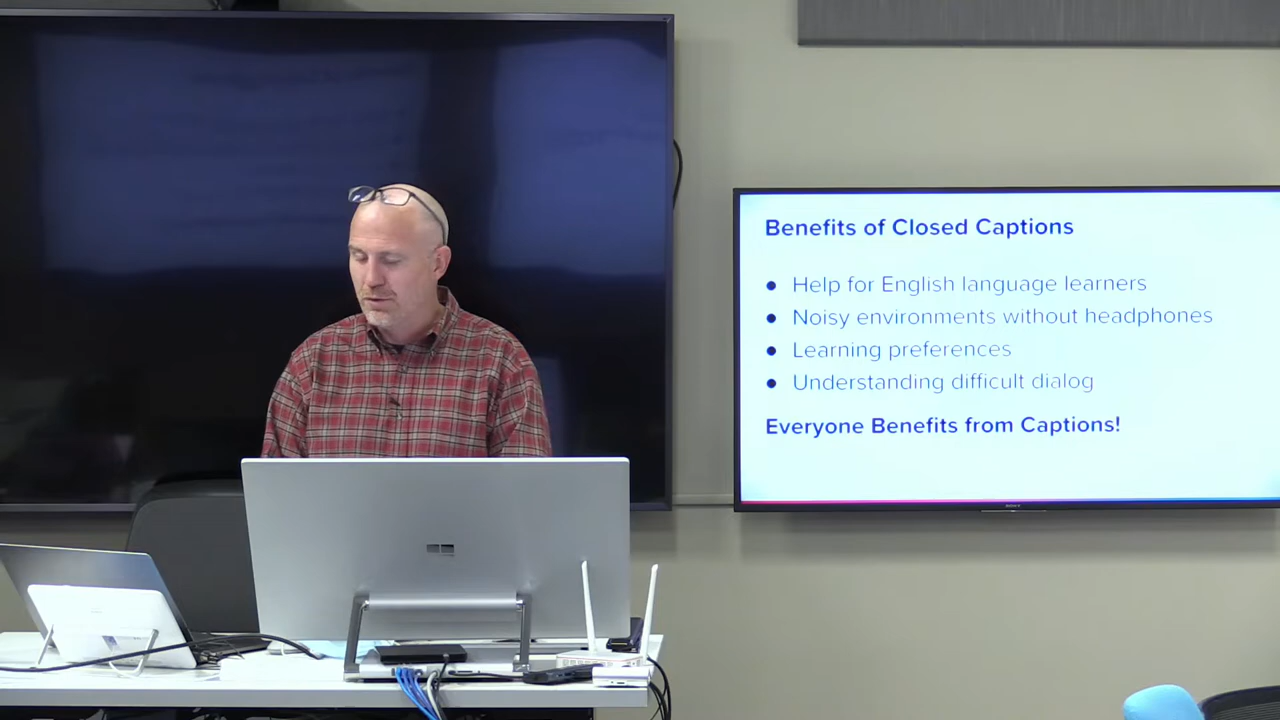 Benefits of Closed Captions
● Help for English language learners
● Noisy environments without headphones
● Learning preferences
● Understanding difficult dialog
Everyone Benefits from Captions!
SONY